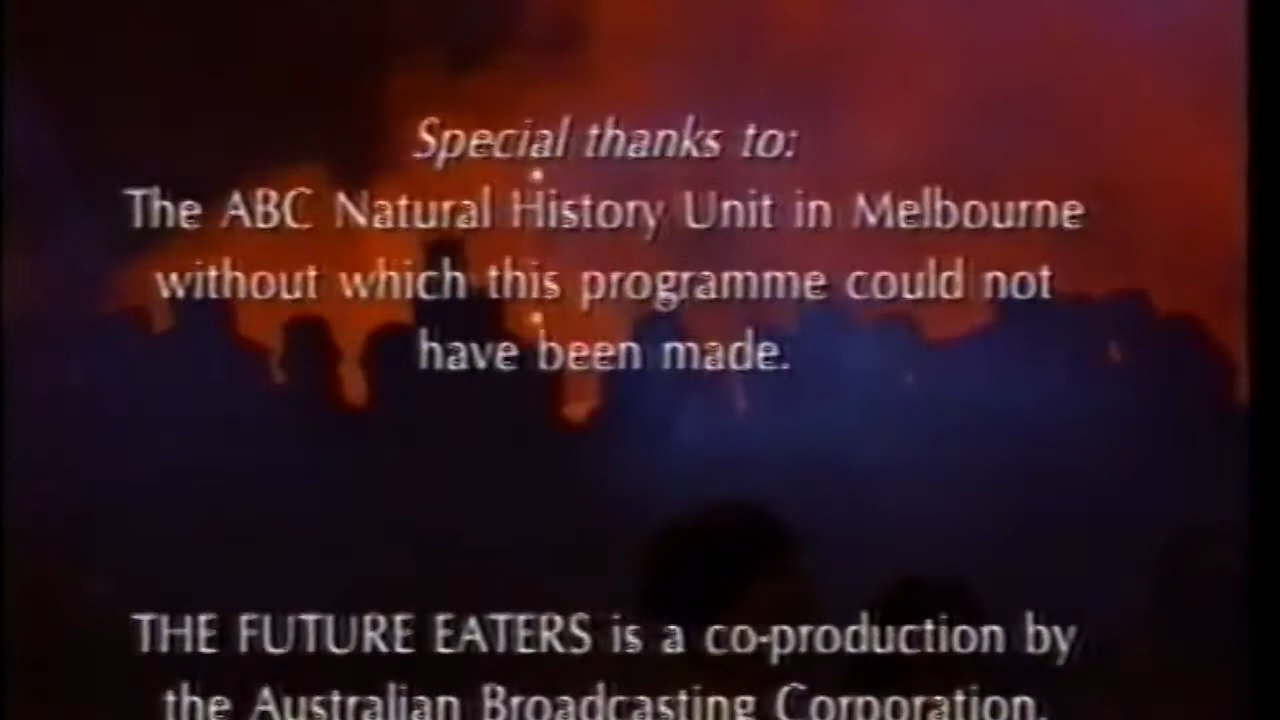 Special thanks to:
The ABC Natural History Unit in Melbourne
without which this programme could not
have been made.
THE FUTURE EATERS is a co-production by
the Australian Broadcasting Corporation,